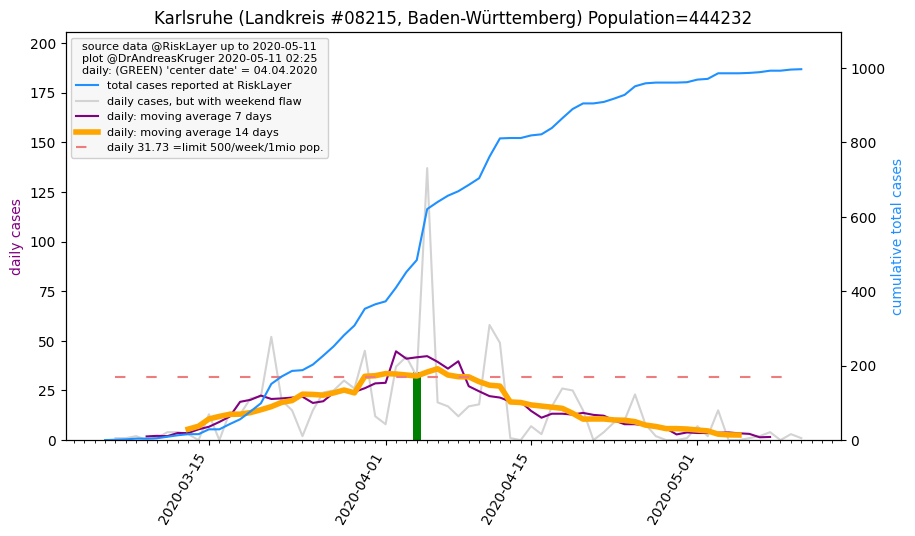 Karlsruhe (Landkreis #08215, Baden-Württemberg) Population=444232
source data @RiskLayer up to 2020-05-11
plot @DrAndreasKruger 2020-05-11 02:25
daily: (GREEN) 'center date' = 04.04.2020
total cases reported at RiskLayer
daily cases, but with weekend flaw
daily: moving average 7 days
daily: moving average 14 days
daily 31.73 =limit 500/week/1mio pop.
daily cases
200
175
150
125
100
75
50
25
0
1000
800
600
400
200
0
cumulative total cases
2020-03-15
2020-04-01
2020-04-15
2020-05-01